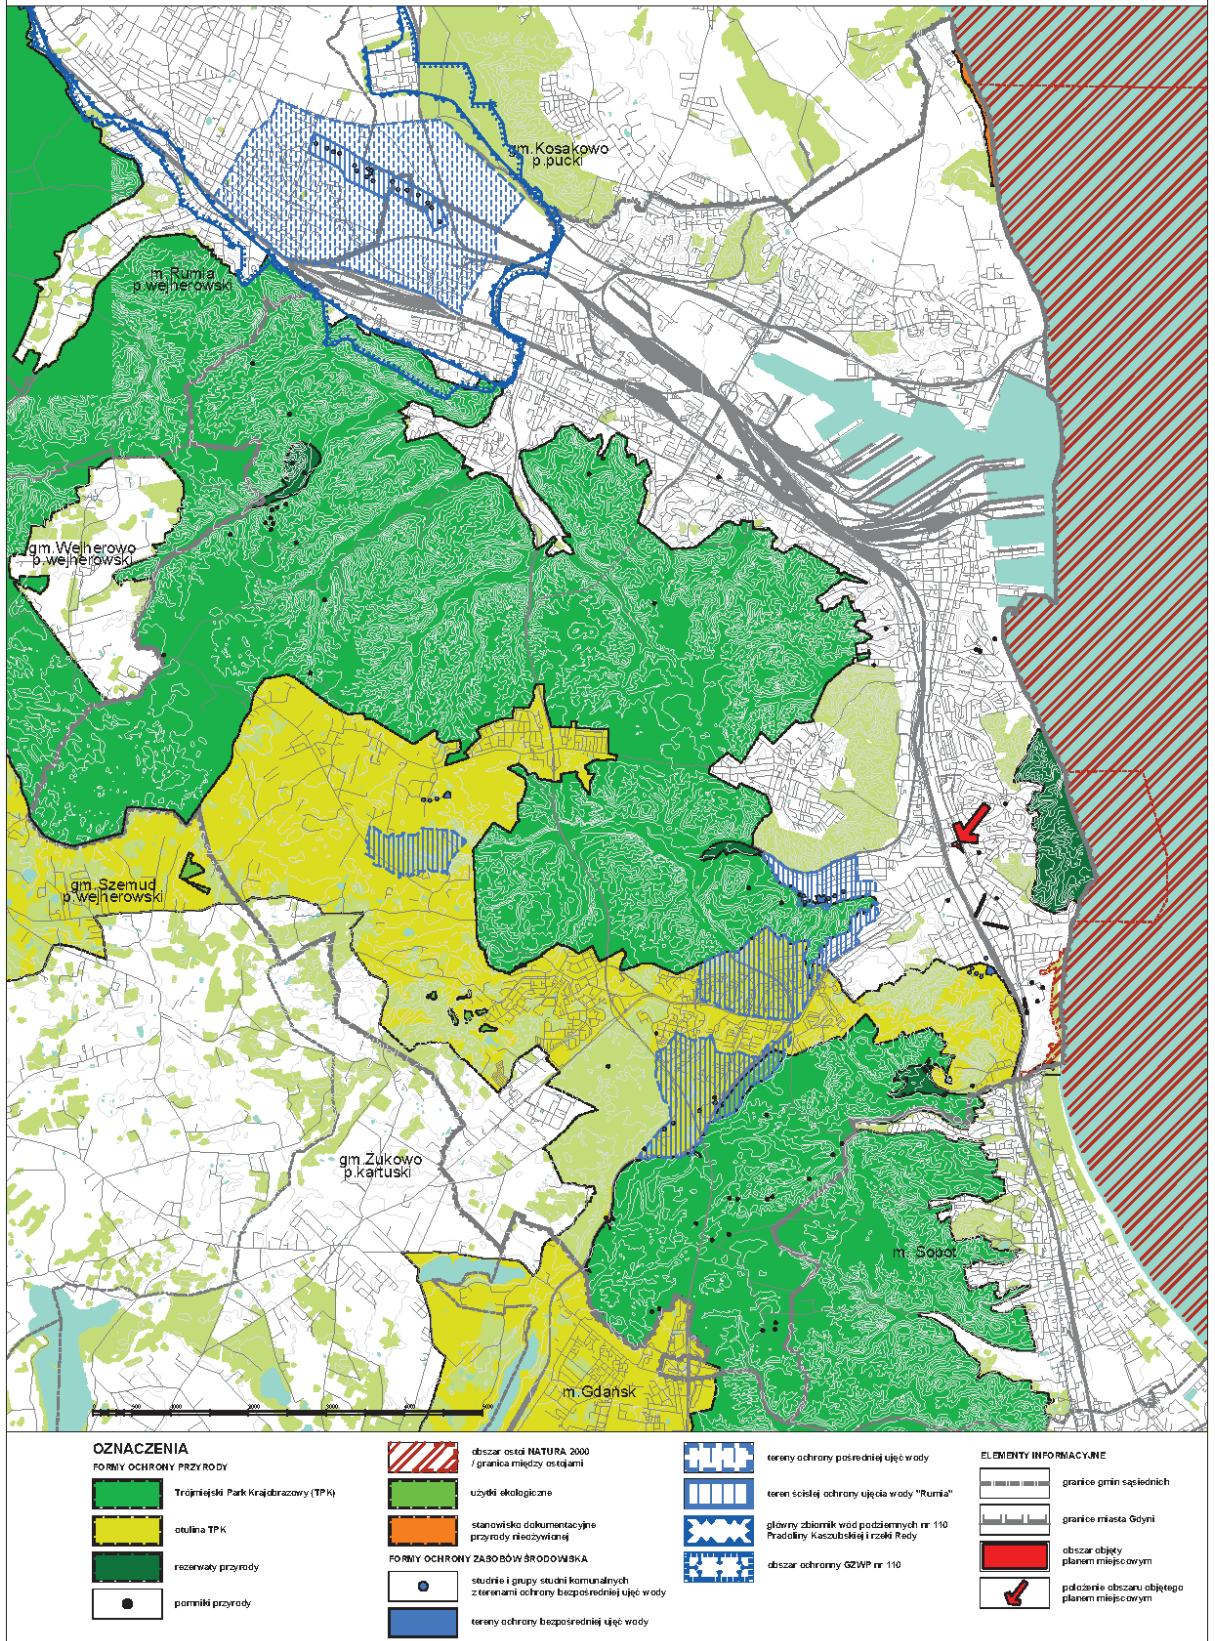 gm. Kosakowo
p.pucki
m. Rumia
p.wejherowski
gm. Wejherowo
p.wejherowski
gm. Szemud
p.wejherowski
gm. Żukowo
p.kartuski
m. Sopot
m. Gdańsk
OZNACZENIA
FORMY OCHRONY PRZYRODY
Trójmiejski Park Krajobrazowy (TPK)
otulina TPK
rezerwaty przyrody
pomniki przyrody
obszar ostoi NATURA 2000
/ granica między ostojami
użytki ekologiczne
stanowisko dokumentacyjne
przyrody nieożywionej
FORMY OCHRONY ZASOBÓW ŚRODOWISKA
studnie i grupy studni komunalnych
z terenami ochrony bezpośredniej ujęć wody
tereny ochrony bezpośredniej ujęć wody
tereny ochrony pośredniej ujęć wody
teren ścisłej ochrony ujęcia wody "Rumia"
główny zbiornik wód podziemnych nr 110
Pradoliny Kaszubskiej i rzeki Redy
obszar ochronny GZWP nr 110
ELEMENTY INFORMACYJNE
granice gmin sąsiednich
granice miasta Gdyni
obszar objęty
planem miejscowym
położenie obszaru objętego
planem miejscowym